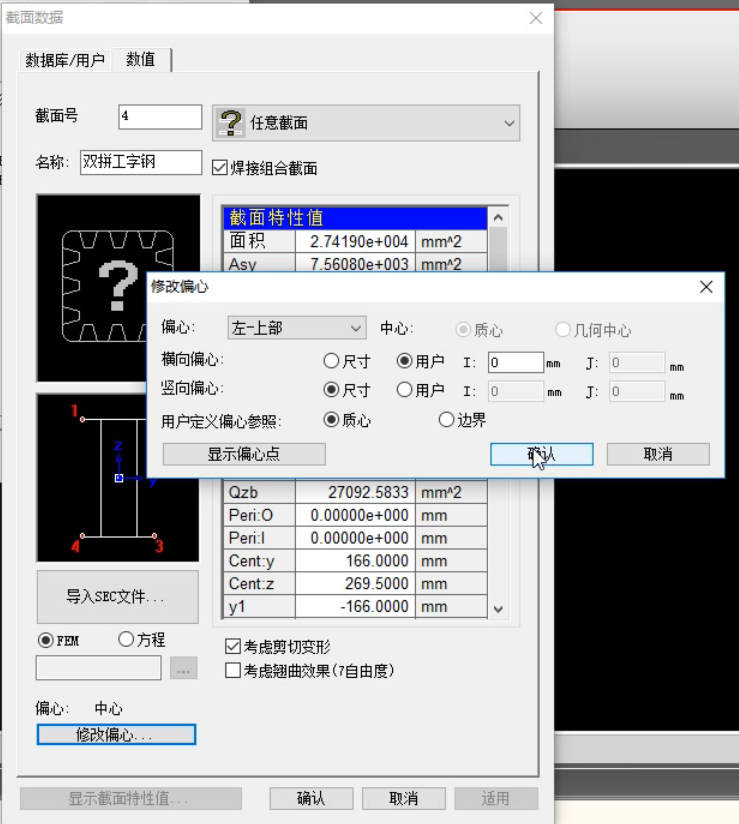 截面数据
数据库/用户 数值
截面号 4 任意截面
名称: 双拼工字钢 焊接组合截面
截面特性值
面积 2.74190e+004 mm^2
Asy 7.56080e+003 mm^2
修改偏心
偏心: 左-上部 中心: 质心 几何中心
横向偏心: 尺寸 用户 I: 0 mm J: 0 mm
竖向偏心: 尺寸 用户 I: 0 mm J: 0 mm
用户定义偏心参照: 质心 边界
显示偏心点 确认 取消
1
z
y
4 3
Qzb 27092.5833 mm^2
Peri:O 0.00000e+000 mm
Peri:I 0.00000e+000 mm
Cent:y 166.0000 mm
Cent:z 269.5000 mm
y1 -166.0000 mm
导入SEC文件...
FEM 方程
...
考虑剪切变形
考虑翘曲效果(7自由度)
偏心: 中心
修改偏心...
显示截面特性值... 确认 取消 适用